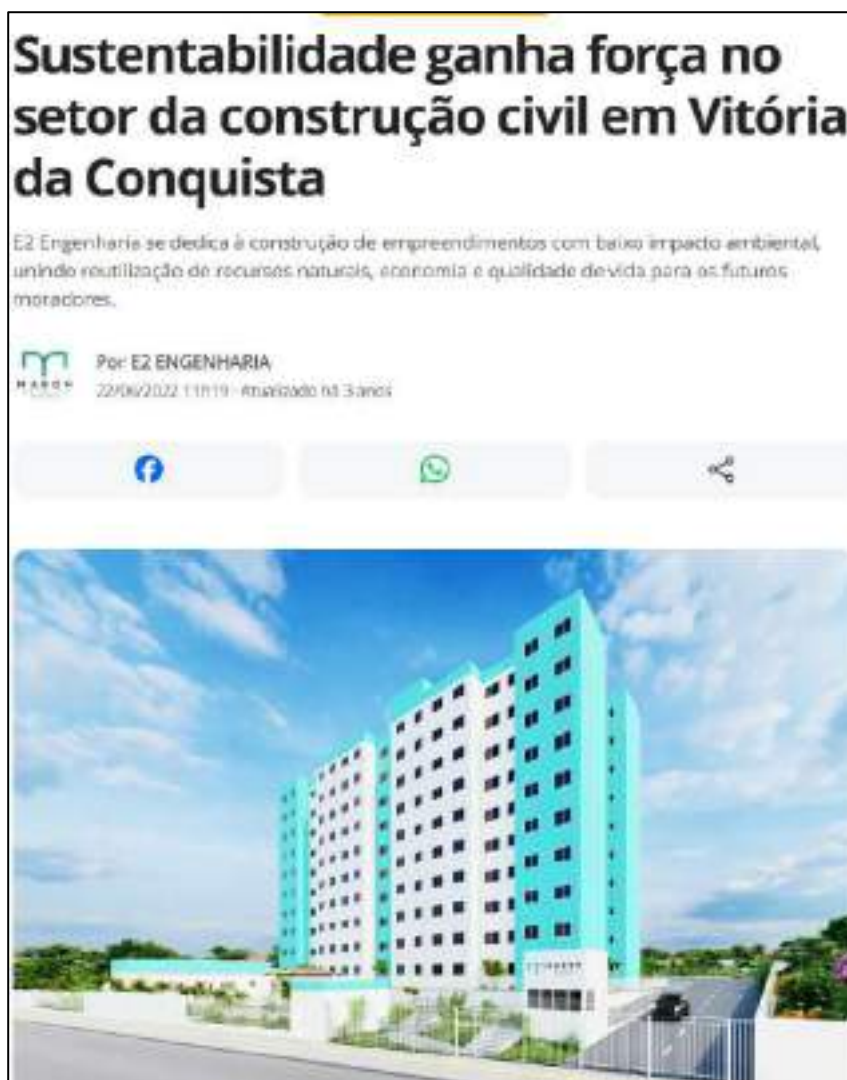 Sustentabilidade ganha força no
setor da construção civil em Vitória
da Conquista
E2 Engenharia se dedica à construção de empreendimentos com baixo impacto ambiental,
unindo reutilização de recursos naturais, economia e qualidade de vida para os futuros
moradores.
MARON
Por E2 ENGENHARIA
22/06/2022 11h19 · Atualizado há 3 anos